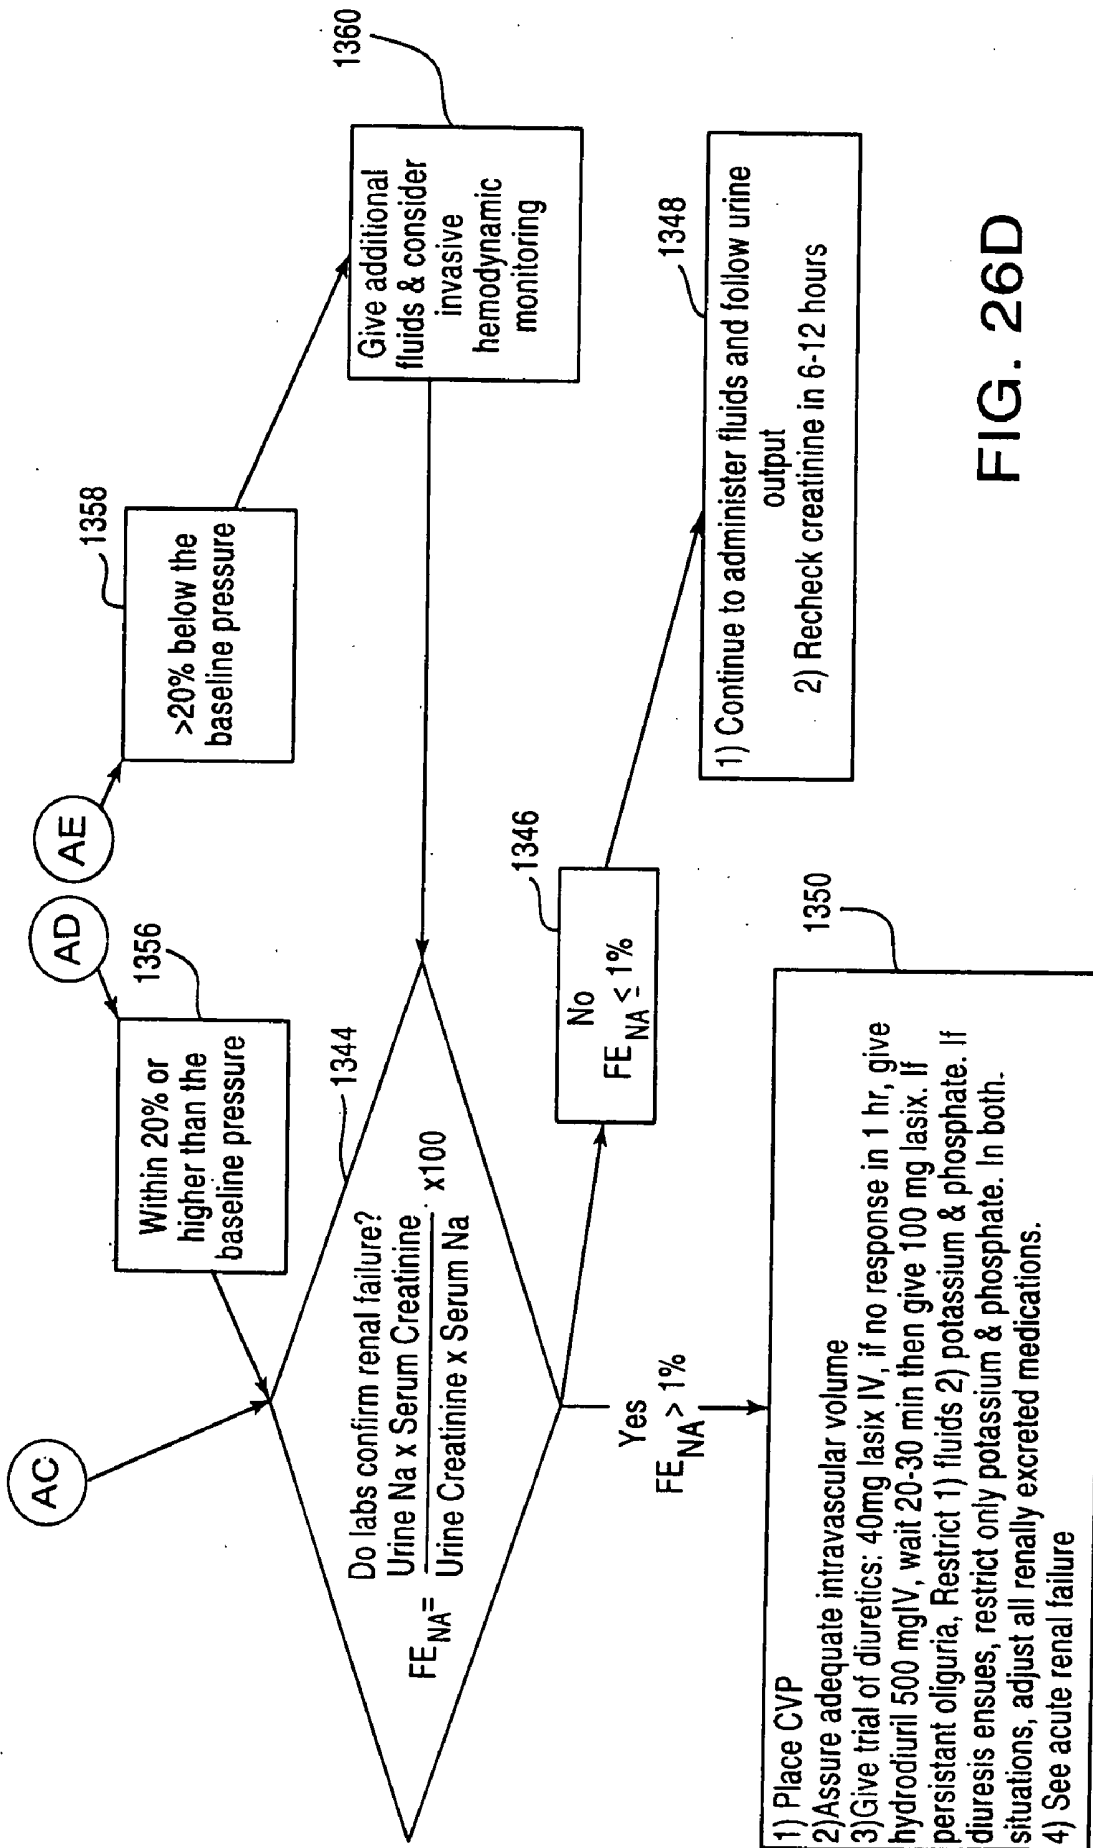 AC
AD
AE
1356
Within 20% or
higher than the
baseline pressure
1358
>20% below the
baseline pressure
1360
Give additional
fluids & consider
invasive
hemodynamic
monitoring
1344
Do labs confirm renal failure?
FE NA = Urine Na x Serum Creatinine x100
Urine Creatinine x Serum Na
Yes
FE NA > 1%
1346
No
FE NA ≤ 1%
1348
1) Continue to administer fluids and follow urine
output
2) Recheck creatinine in 6-12 hours
1350
1) Place CVP
2)Assure adequate intravascular volume
3)Give trial of diuretics: 40mg lasix IV, if no response in 1 hr, give
hydrodiuril 500 mgIV, wait 20-30 min then give 100 mg lasix. If
persistant oliguria, Restrict 1) fluids 2) potassium & phosphate. If
diuresis ensues, restrict only potassium & phosphate. In both.
situations, adjust all renally excreted medications.
4) See acute renal failure
FIG. 26D